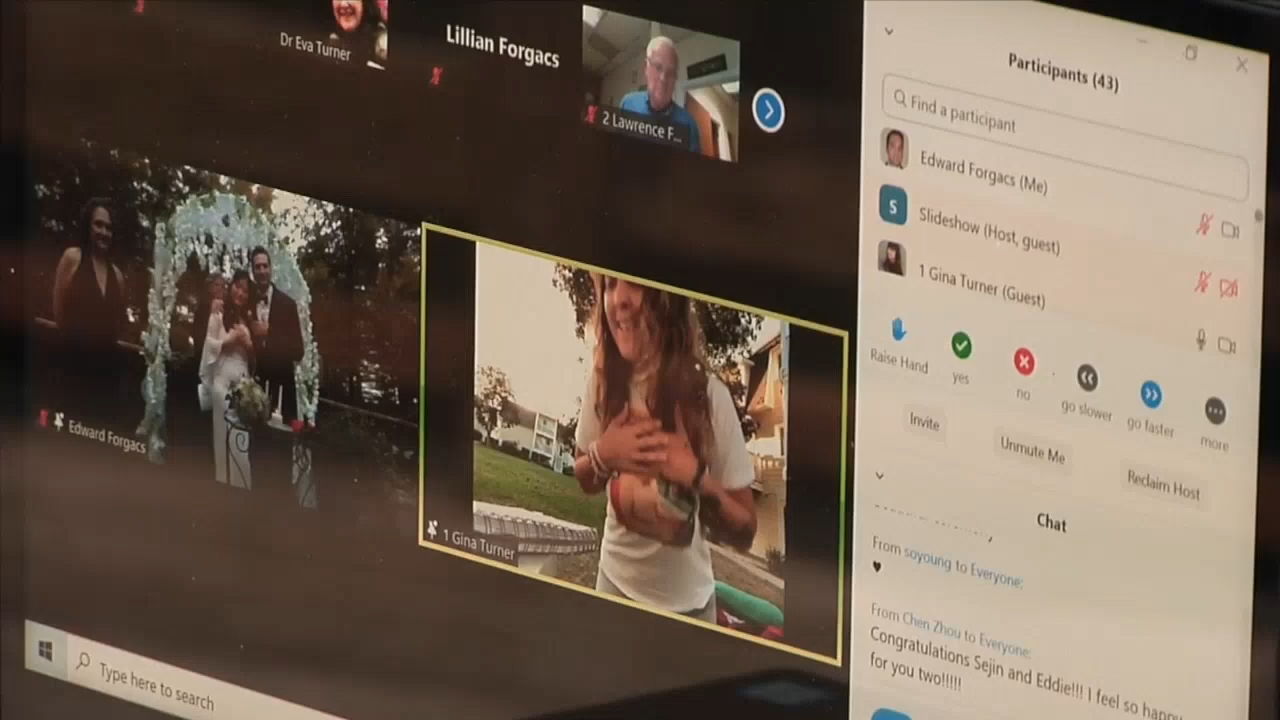 Dr Eva Turner
Lillian Forgacs
2 Lawrence F...
Edward Forgacs
1 Gina Turner
Type here to search
Participants (43)
Find a participant
Edward Forgacs (Me)
S
Slideshow (Host, guest)
1 Gina Turner (Guest)
Raise Hand
yes
no
go slower
go faster
more
Invite
Unmute Me
Reclaim Host
Chat
From soyoung to Everyone:
♥
From Chen Zhou to Everyone:
Congratulations Sejin and Eddie!!! I feel so happy
for you two!!!!!